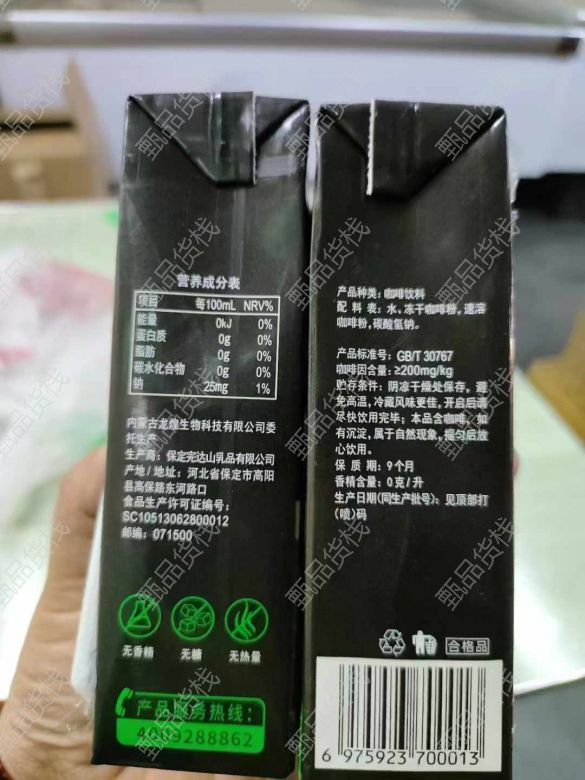 营养成分表
项目 每100mL NRV%
能量 0kJ 0%
蛋白质 0g 0%
脂肪 0g 0%
碳水化合物 0g 0%
钠 25mg 1%
内蒙古龙煌生物科技有限公司委
托生产
生产商：保定完达山乳品有限公司
产地/地址：河北省保定市高阳
县高保路东河路口
食品生产许可证编号：
SC10513062800012
邮编：071500
无香精 无糖 无热量
产品服务热线：
4009288862
产品种类：咖啡饮料
配 料 表：水，冻干咖啡粉，速溶
咖啡粉，碳酸氢钠。
产品标准号：GB/T 30767
咖啡因含量：≥200mg/kg
贮存条件：阴凉干燥处保存，避
免高温，冷藏风味更佳，开启后请
尽快饮用完毕；本品含咖啡，如
有沉淀，属于自然现象，摇匀后放
心饮用。
保 质 期：9个月
香精含量：0克/升
生产日期(同生产批号)：见顶部打
(喷)码
合格品
6 975923 700013
甄品货栈